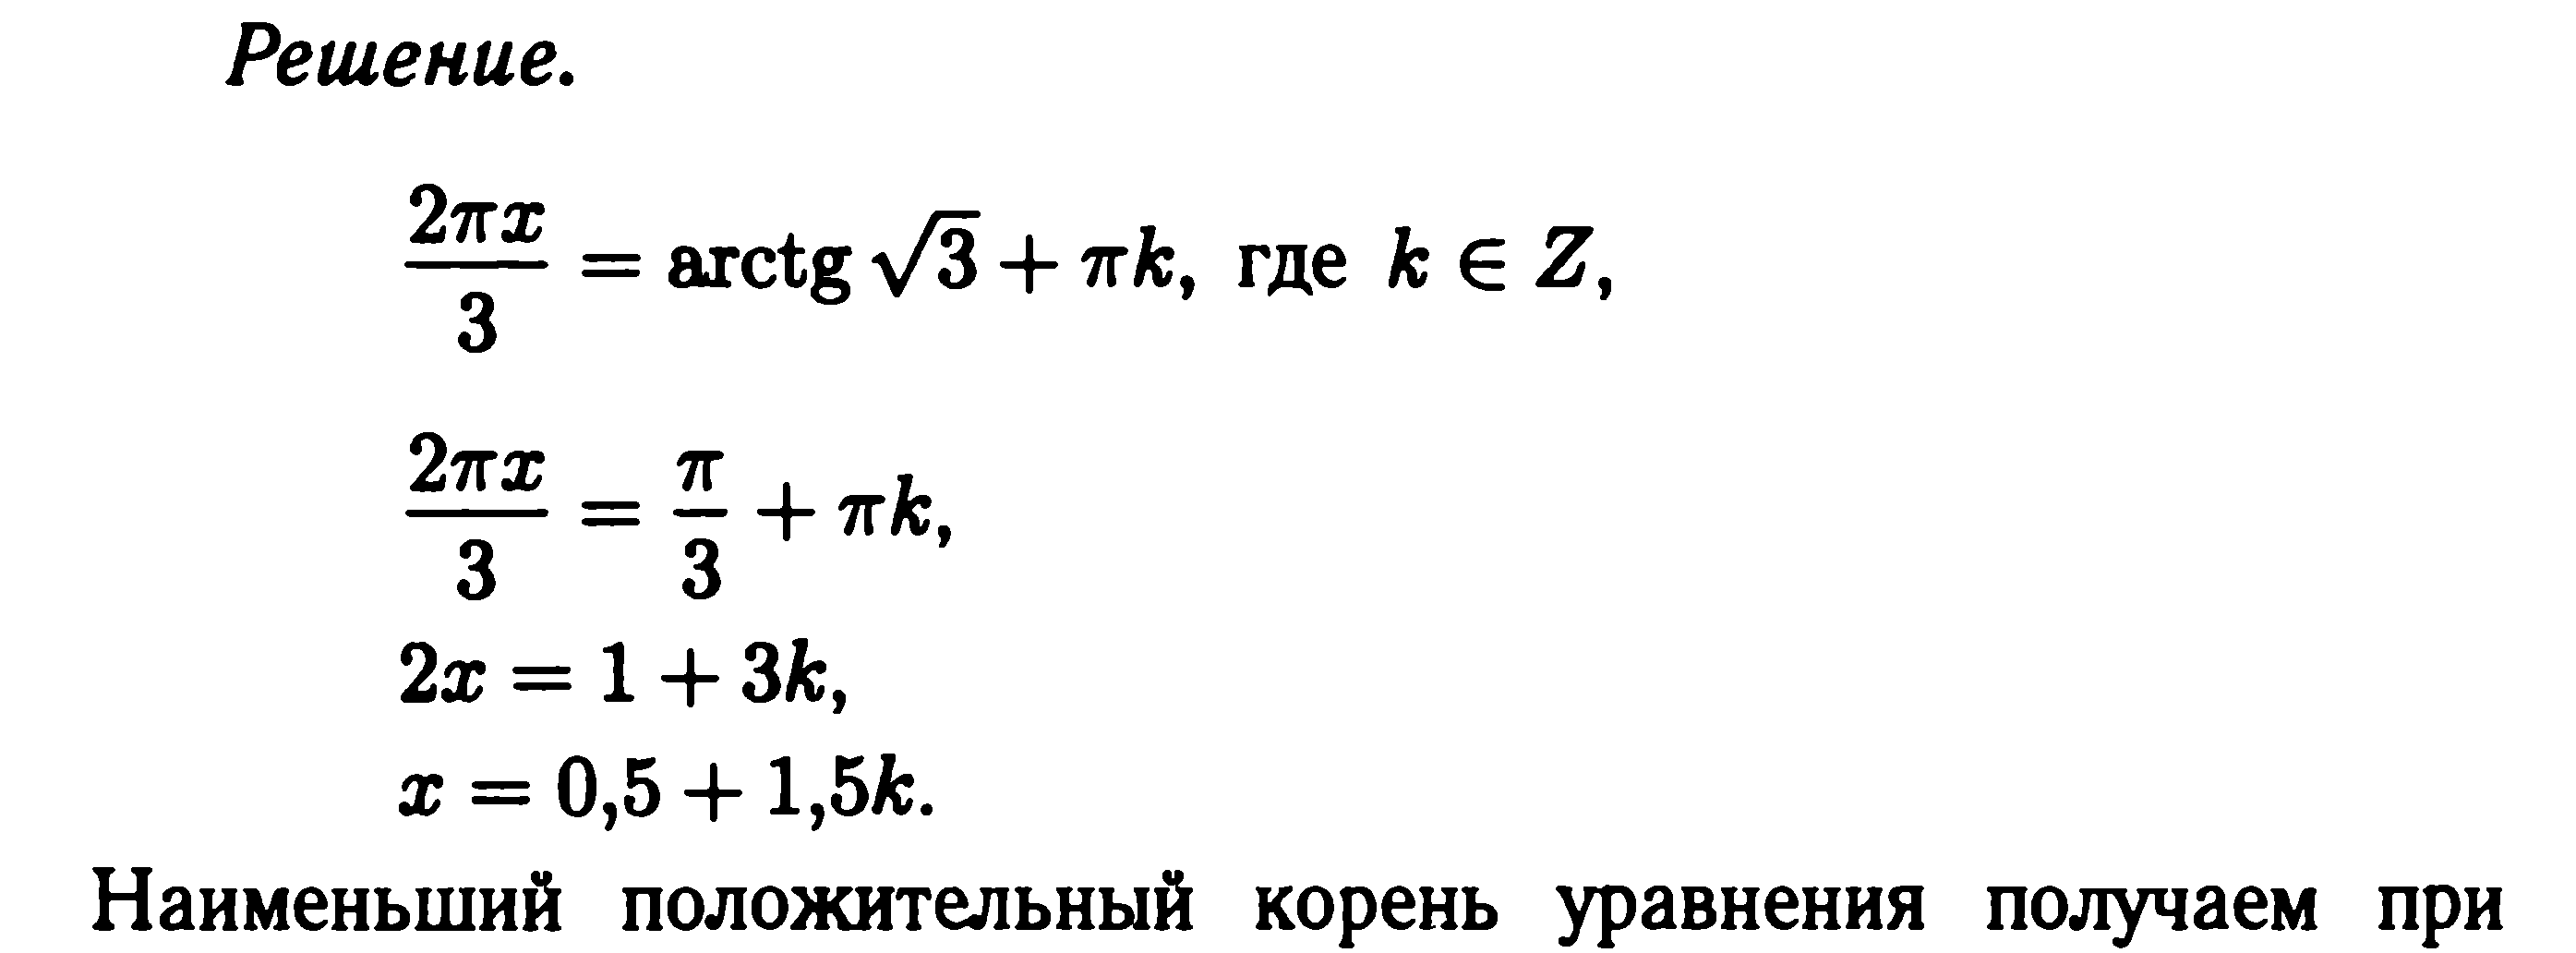 Решение.
2πx/3 = arctg √3 + πk, где k ∈ Z,
2πx/3 = π/3 + πk,
2x = 1 + 3k,
x = 0,5 + 1,5k.
Наименьший положительный корень уравнения получаем при